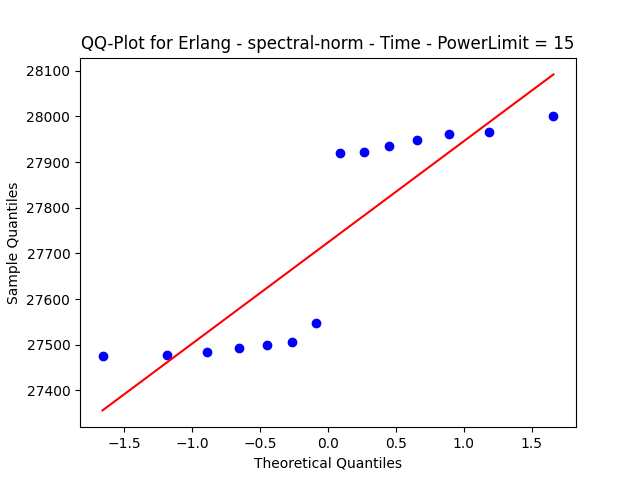 QQ-Plot for Erlang - spectral-norm - Time - PowerLimit = 15
28100
28000
27900
27800
27700
27600
27500
27400
Sample Quantiles
−1.5 −1.0 −0.5 0.0 0.5 1.0 1.5
Theoretical Quantiles